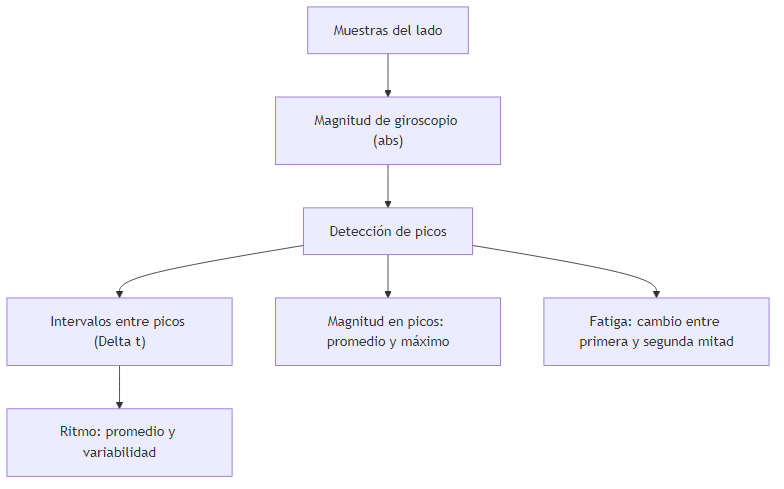 Muestras del lado
Magnitud de giroscopio
(abs)
Detección de picos
Intervalos entre picos
(Delta t)
Magnitud en picos:
promedio y máximo
Fatiga: cambio entre
primera y segunda mitad
Ritmo: promedio y
variabilidad